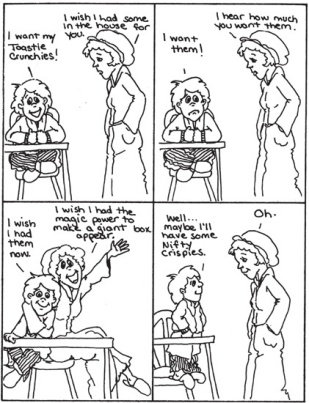 I want my
Toastie
Crunchies!
I wish I had some
in the house for
you.
I want
them!
I hear how much
you want them.
I wish
I had
them
now.
I wish I had the
magic power to
make a giant box
appear.
Well...
maybe I'll
have some
Nifty
Crispies.
Oh.